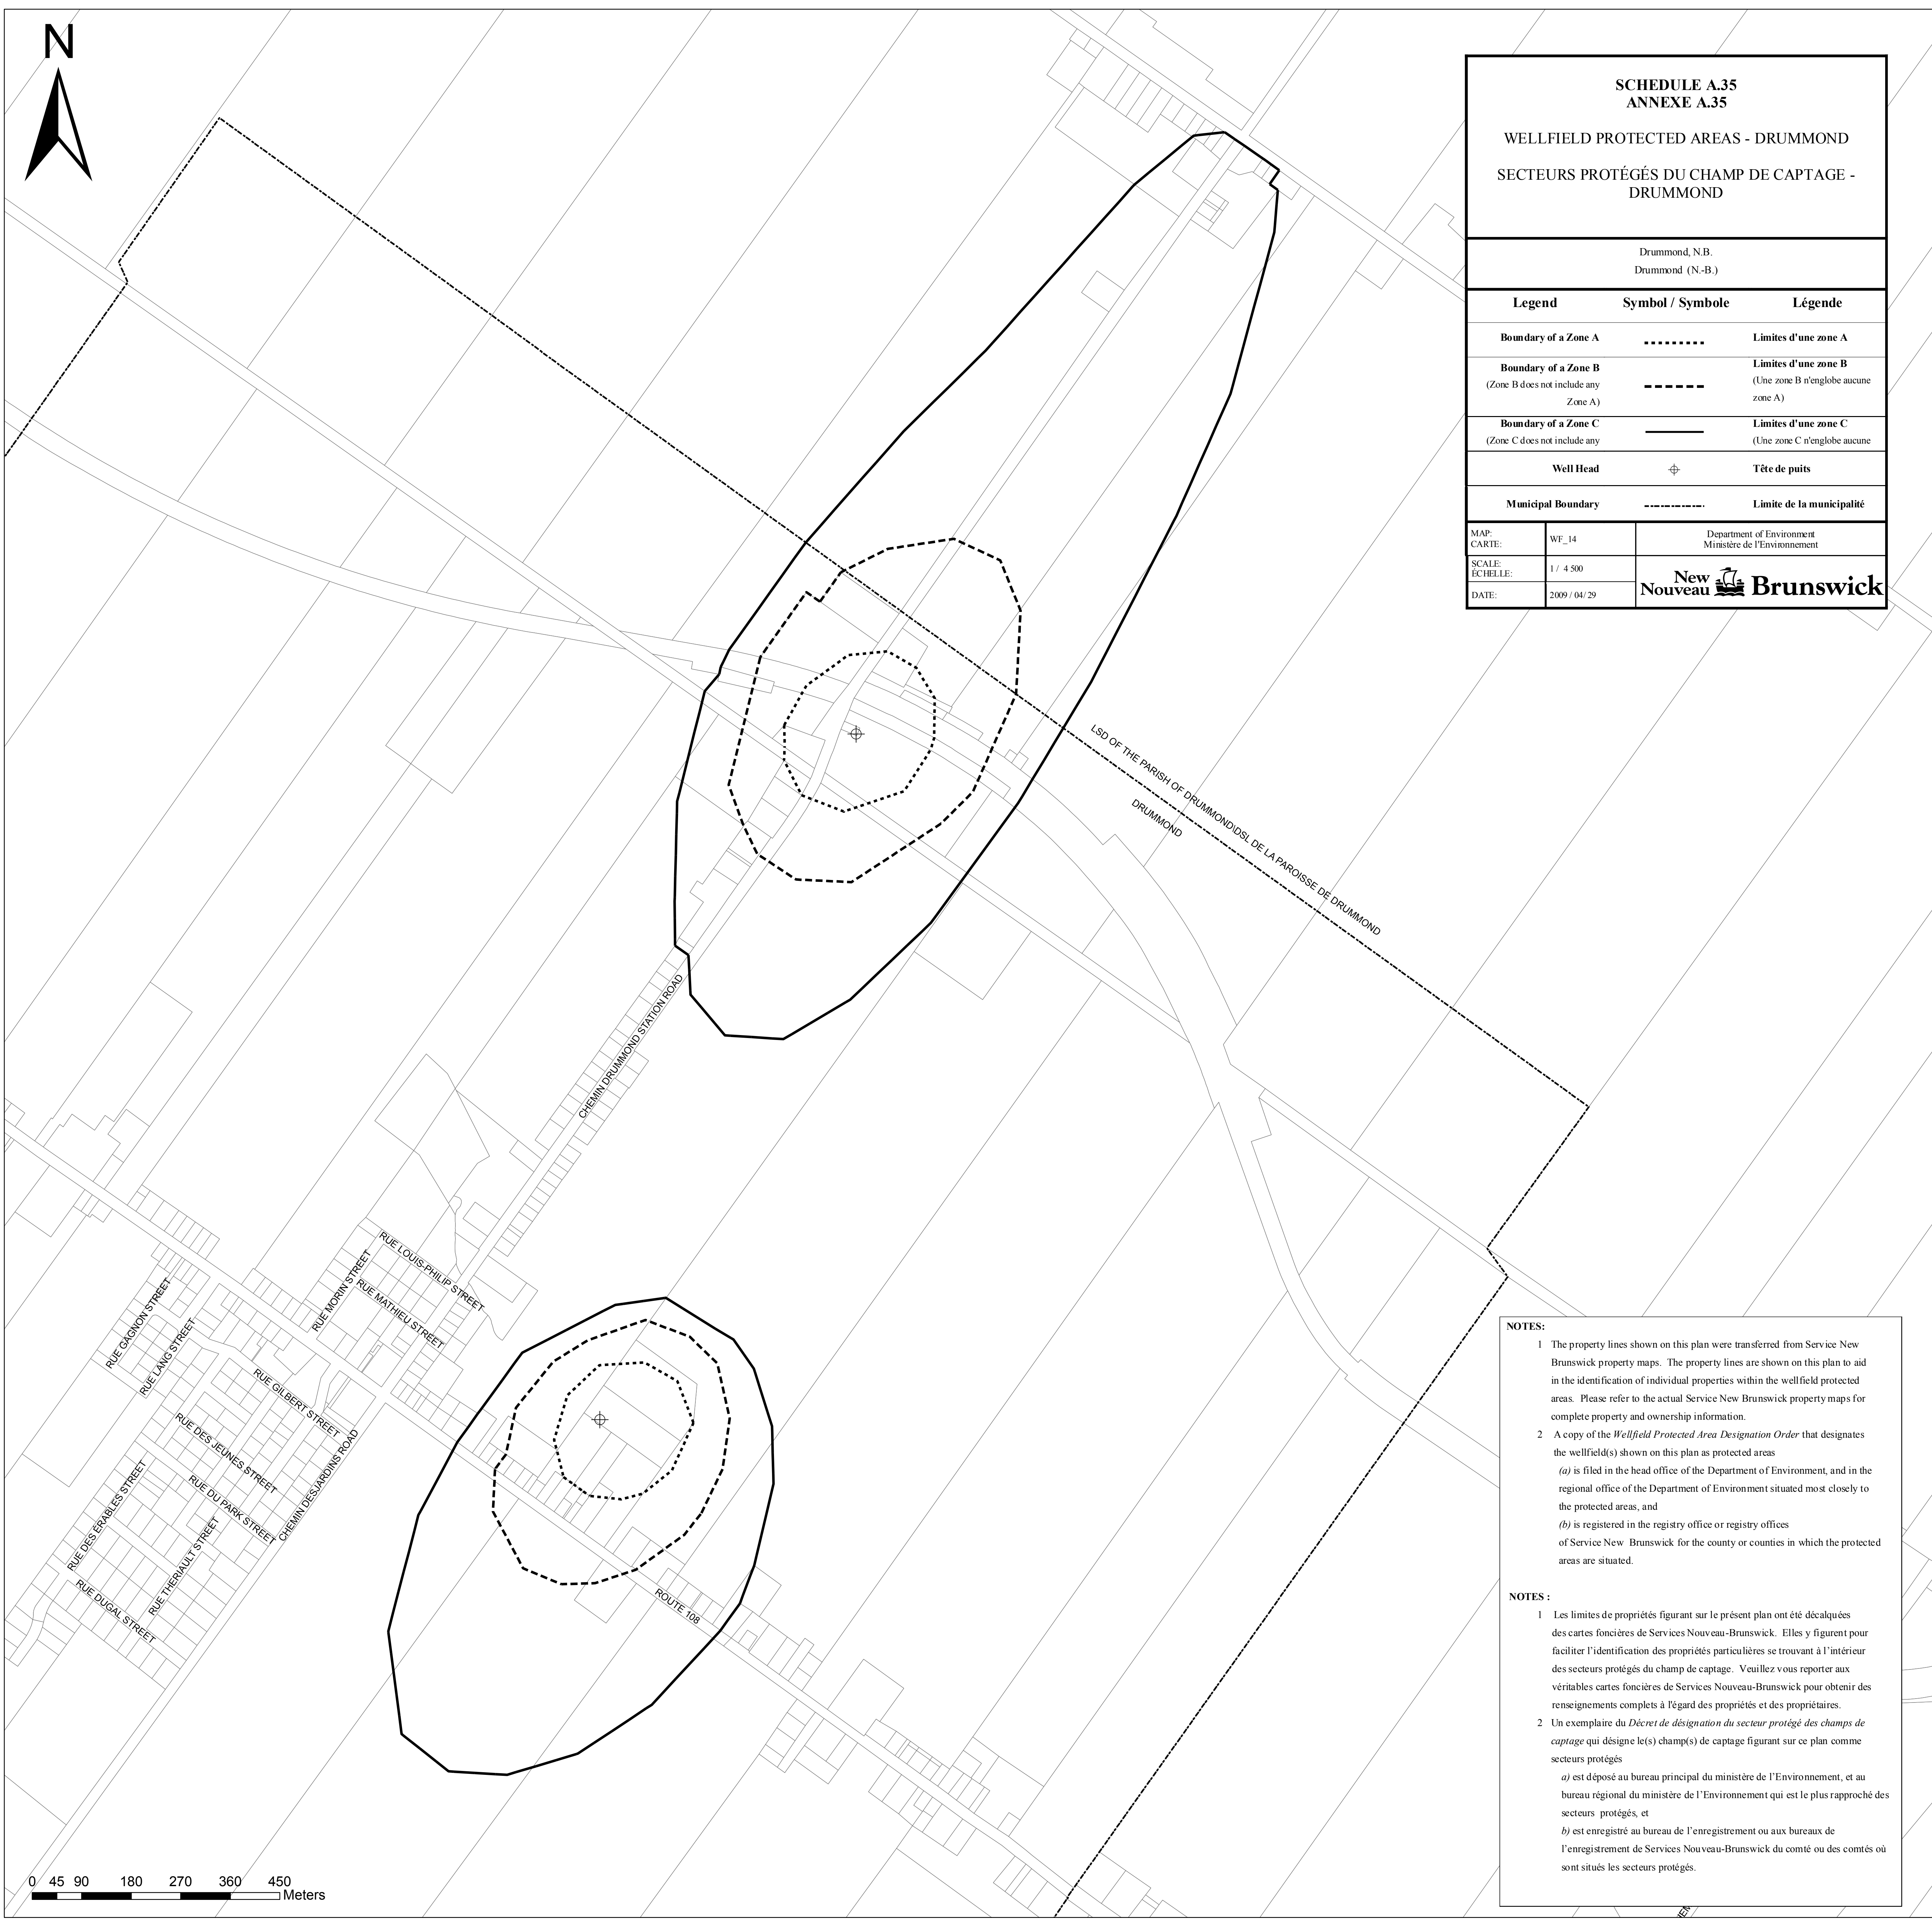 N
SCHEDULE A.35
ANNEXE A.35
WELLFIELD PROTECTED AREAS - DRUMMOND
SECTEURS PROTÉGÉS DU CHAMP DE CAPTAGE -
DRUMMOND
Drummond, N.B.
Drummond (N.-B.)
Legend Symbol / Symbole Légende
Boundary of a Zone A Limites d'une zone A
Boundary of a Zone B
(Zone B does not include any
Zone A)
Limites d'une zone B
(Une zone B n'englobe aucune
zone A)
Boundary of a Zone C
(Zone C does not include any
Limites d'une zone C
(Une zone C n'englobe aucune
Well Head Tête de puits
Municipal Boundary Limite de la municipalité
MAP:
CARTE:
WF_14
Department of Environment
Ministère de l'Environnement
SCALE:
ÉCHELLE:
1 / 4 500
DATE:
2009 / 04/ 29
New
Nouveau
Brunswick
LSD OF THE PARISH OF DRUMMOND\DSL DE LA PAROISSE DE DRUMMOND
DRUMMOND
CHEMIN DRUMMOND STATION ROAD
RUE LOUIS-PHILIP STREET
RUE MORIN STREET
RUE MATHIEU STREET
RUE GAGNON STREET
RUE LANG STREET
RUE GILBERT STREET
RUE DES JEUNES STREET
RUE DU PARK STREET
CHEMIN DESJARDINS ROAD
RUE DES ÉRABLES STREET
RUE THERIAULT STREET
RUE DUGAL STREET
ROUTE 108
NOTES:
1 The property lines shown on this plan were transferred from Service New
Brunswick property maps. The property lines are shown on this plan to aid
in the identification of individual properties within the wellfield protected
areas. Please refer to the actual Service New Brunswick property maps for
complete property and ownership information.
2 A copy of the Wellfield Protected Area Designation Order that designates
the wellfield(s) shown on this plan as protected areas
(a) is filed in the head office of the Department of Environment, and in the
regional office of the Department of Environment situated most closely to
the protected areas, and
(b) is registered in the registry office or registry offices
of Service New Brunswick for the county or counties in which the protected
areas are situated.
NOTES :
1 Les limites de propriétés figurant sur le présent plan ont été décalquées
des cartes foncières de Services Nouveau-Brunswick. Elles y figurent pour
faciliter l’identification des propriétés particulières se trouvant à l’intérieur
des secteurs protégés du champ de captage. Veuillez vous reporter aux
véritables cartes foncières de Services Nouveau-Brunswick pour obtenir des
renseignements complets à l'égard des propriétés et des propriétaires.
2 Un exemplaire du Décret de désignation du secteur protégé des champs de
captage qui désigne le(s) champ(s) de captage figurant sur ce plan comme
secteurs protégés
a) est déposé au bureau principal du ministère de l’Environnement, et au
bureau régional du ministère de l’Environnement qui est le plus rapproché des
secteurs protégés, et
b) est enregistré au bureau de l’enregistrement ou aux bureaux de
l’enregistrement de Services Nouveau-Brunswick du comté ou des comtés où
sont situés les secteurs protégés.
0 45 90 180 270 360 450
Meters